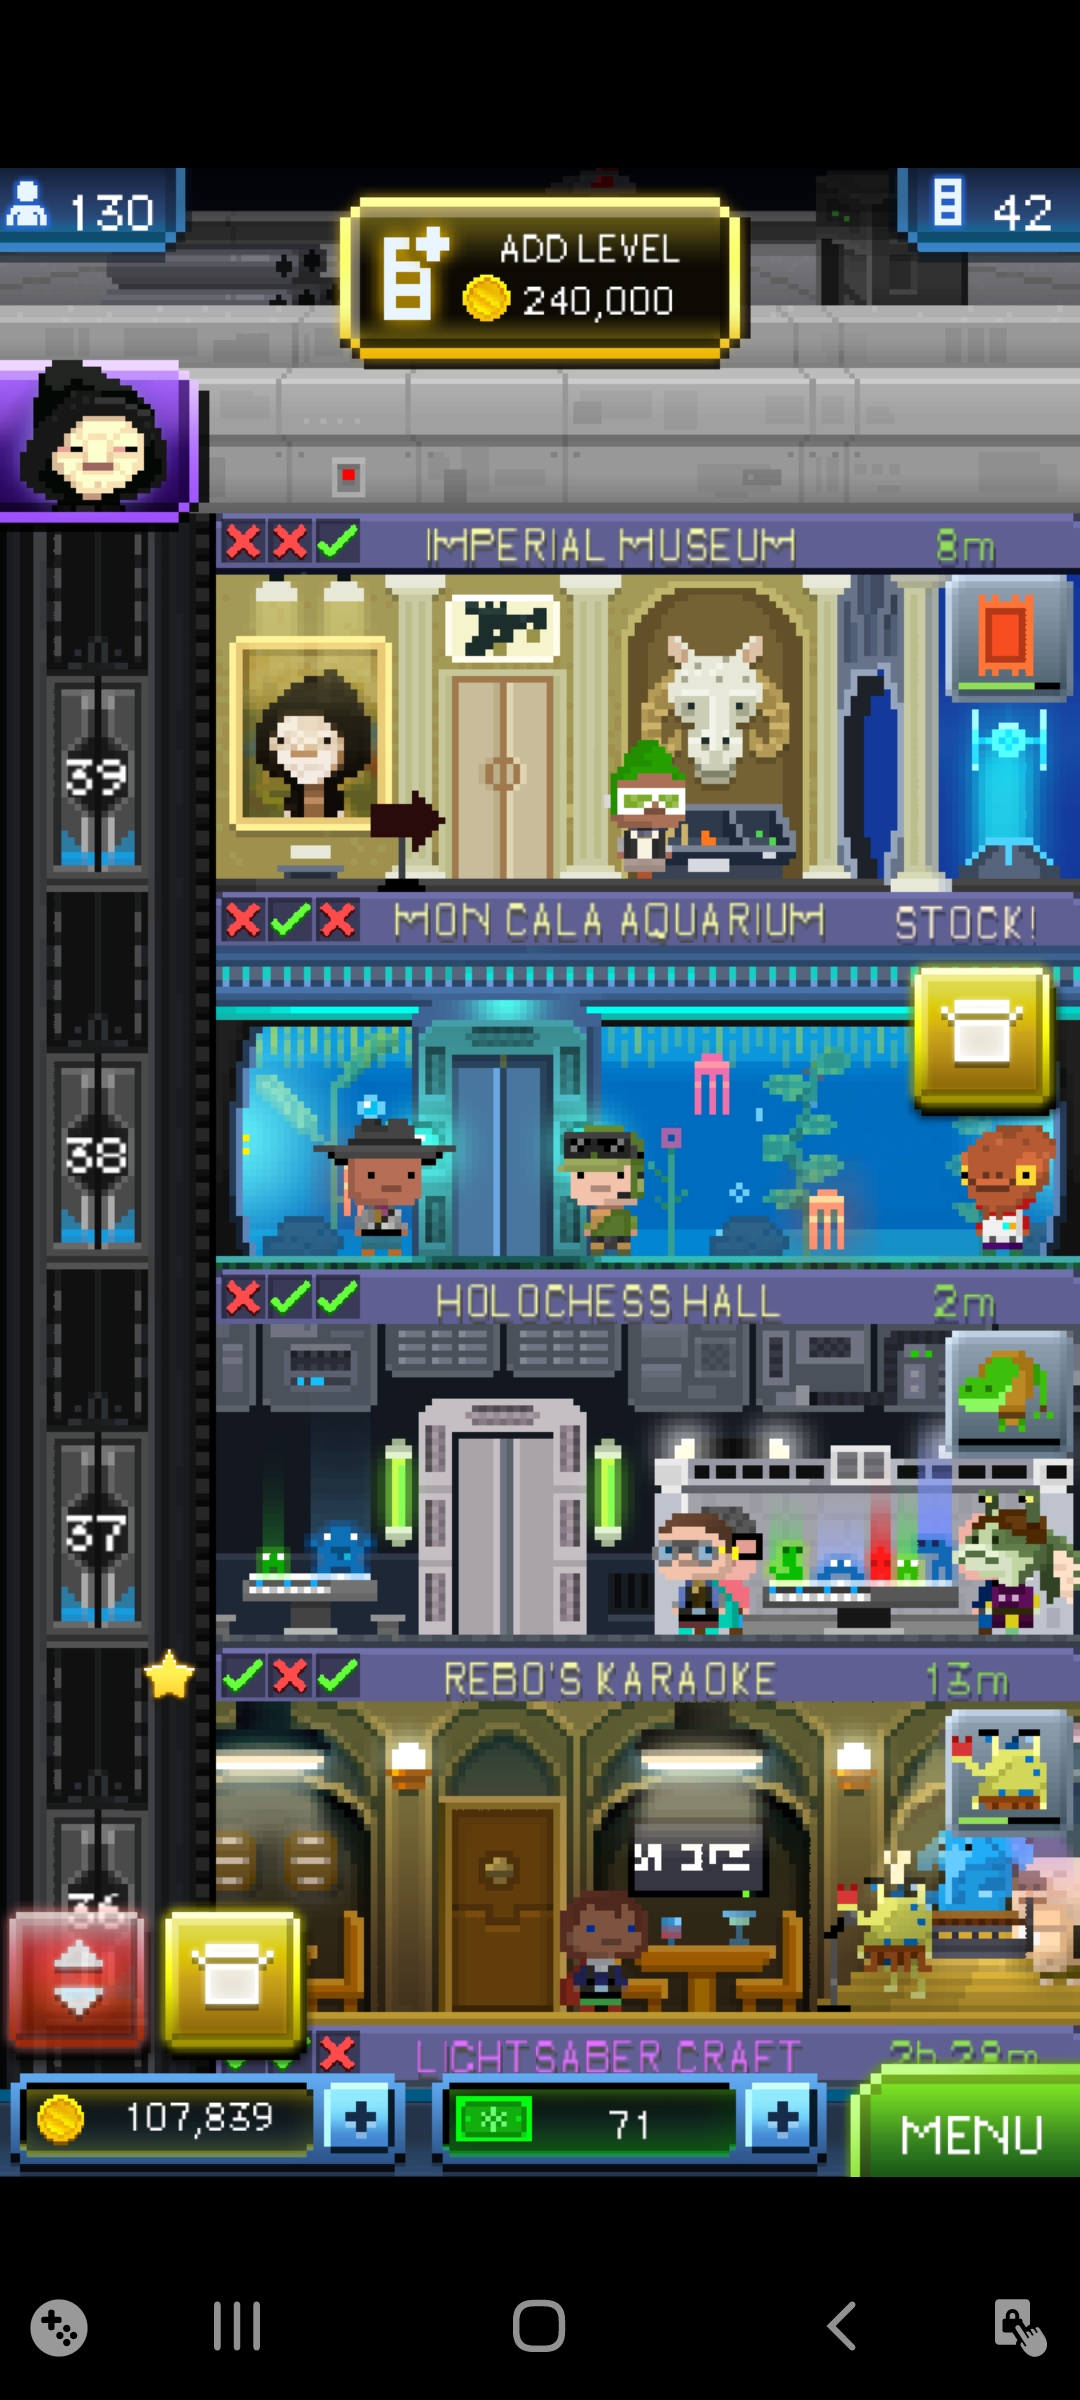 130
42
ADD LEVEL
240,000
IMPERIAL MUSEUM 8m
39
MON CALA AQUARIUM STOCK!
38
HOLOCHESS HALL 2m
37
REBO'S KARAOKE 13m
36
LIGHTSABER CRAFT 2h 28m
107,839
71
MENU